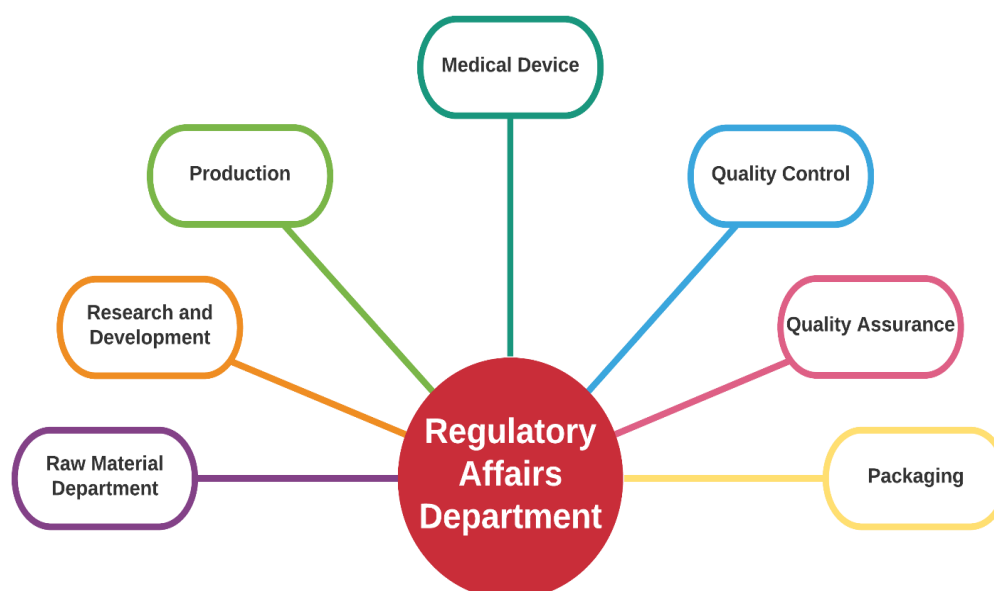 Medical Device
Production
Quality Control
Research and
Development
Quality Assurance
Raw Material
Department
Regulatory
Affairs
Department
Packaging